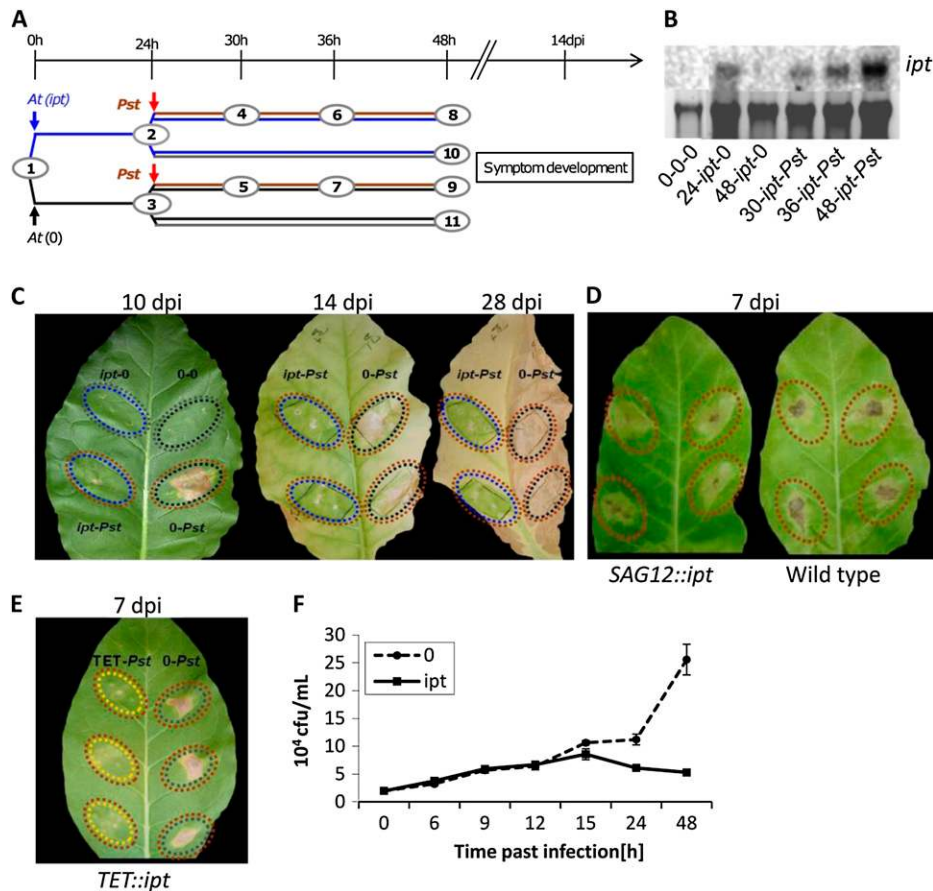 A
0h
24h
30h
36h
48h
14dpi
At (ipt)
Pst
4
6
8
2
10
1
Pst
5
7
9
Symptom development
3
11
At (0)
B
ipt
0-0-0
24-ipt-0
48-ipt-0
30-ipt-Pst
36-ipt-Pst
48-ipt-Pst
C
10 dpi
14 dpi
28 dpi
ipt-0
0-0
ipt-Pst
0-Pst
ipt-Pst
0-Pst
ipt-Pst
0-Pst
D
7 dpi
SAG12::ipt
Wild type
E
7 dpi
TET-Pst
0-Pst
TET::ipt
F
0
ipt
10⁴ cfu/mL
30
25
20
15
10
5
0
0 6 9 12 15 24 48
Time past infection[h]